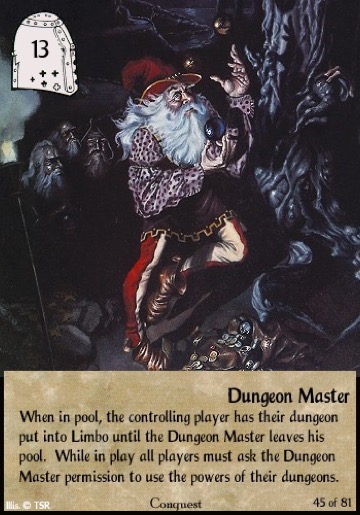 13
Dungeon Master
When in pool, the controlling player has their dungeon
put into Limbo until the Dungeon Master leaves his
pool. While in play all players must ask the Dungeon
Master permission to use the powers of their dungeons.
Illis. © TSR
Conquest
45 of 81